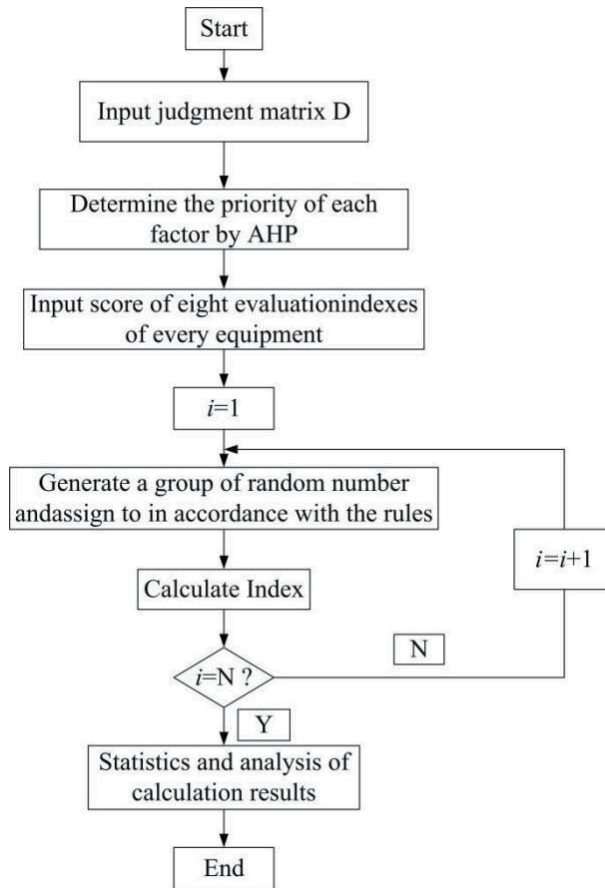 Start
Input judgment matrix D
Determine the priority of each
factor by AHP
Input score of eight evaluationindexes
of every equipment
i=1
Generate a group of random number
andassign to in accordance with the rules
i=i+1
Calculate Index
N
i=N ?
Y
Statistics and analysis of
calculation results
End